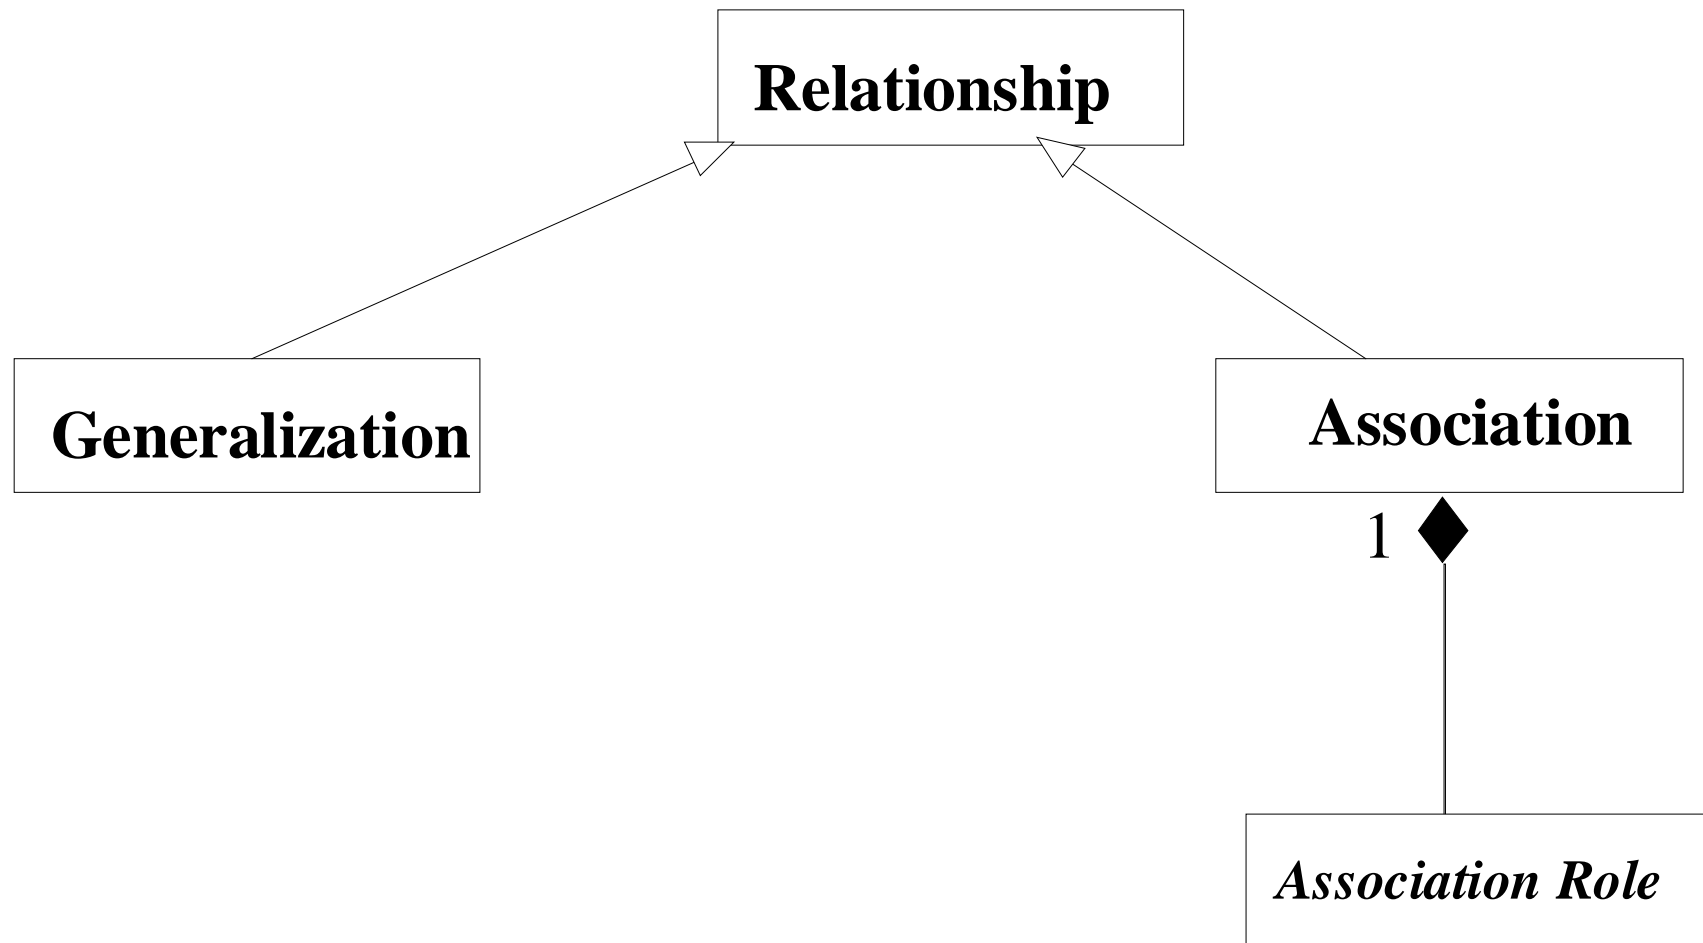 Relationship
Generalization
Association
1
Association Role